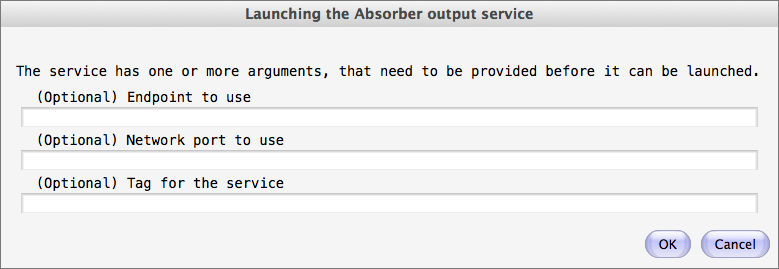 Launching the Absorber output service
The service has one or more arguments, that need to be provided before it can be launched.
(Optional) Endpoint to use
(Optional) Network port to use
(Optional) Tag for the service
OK Cancel